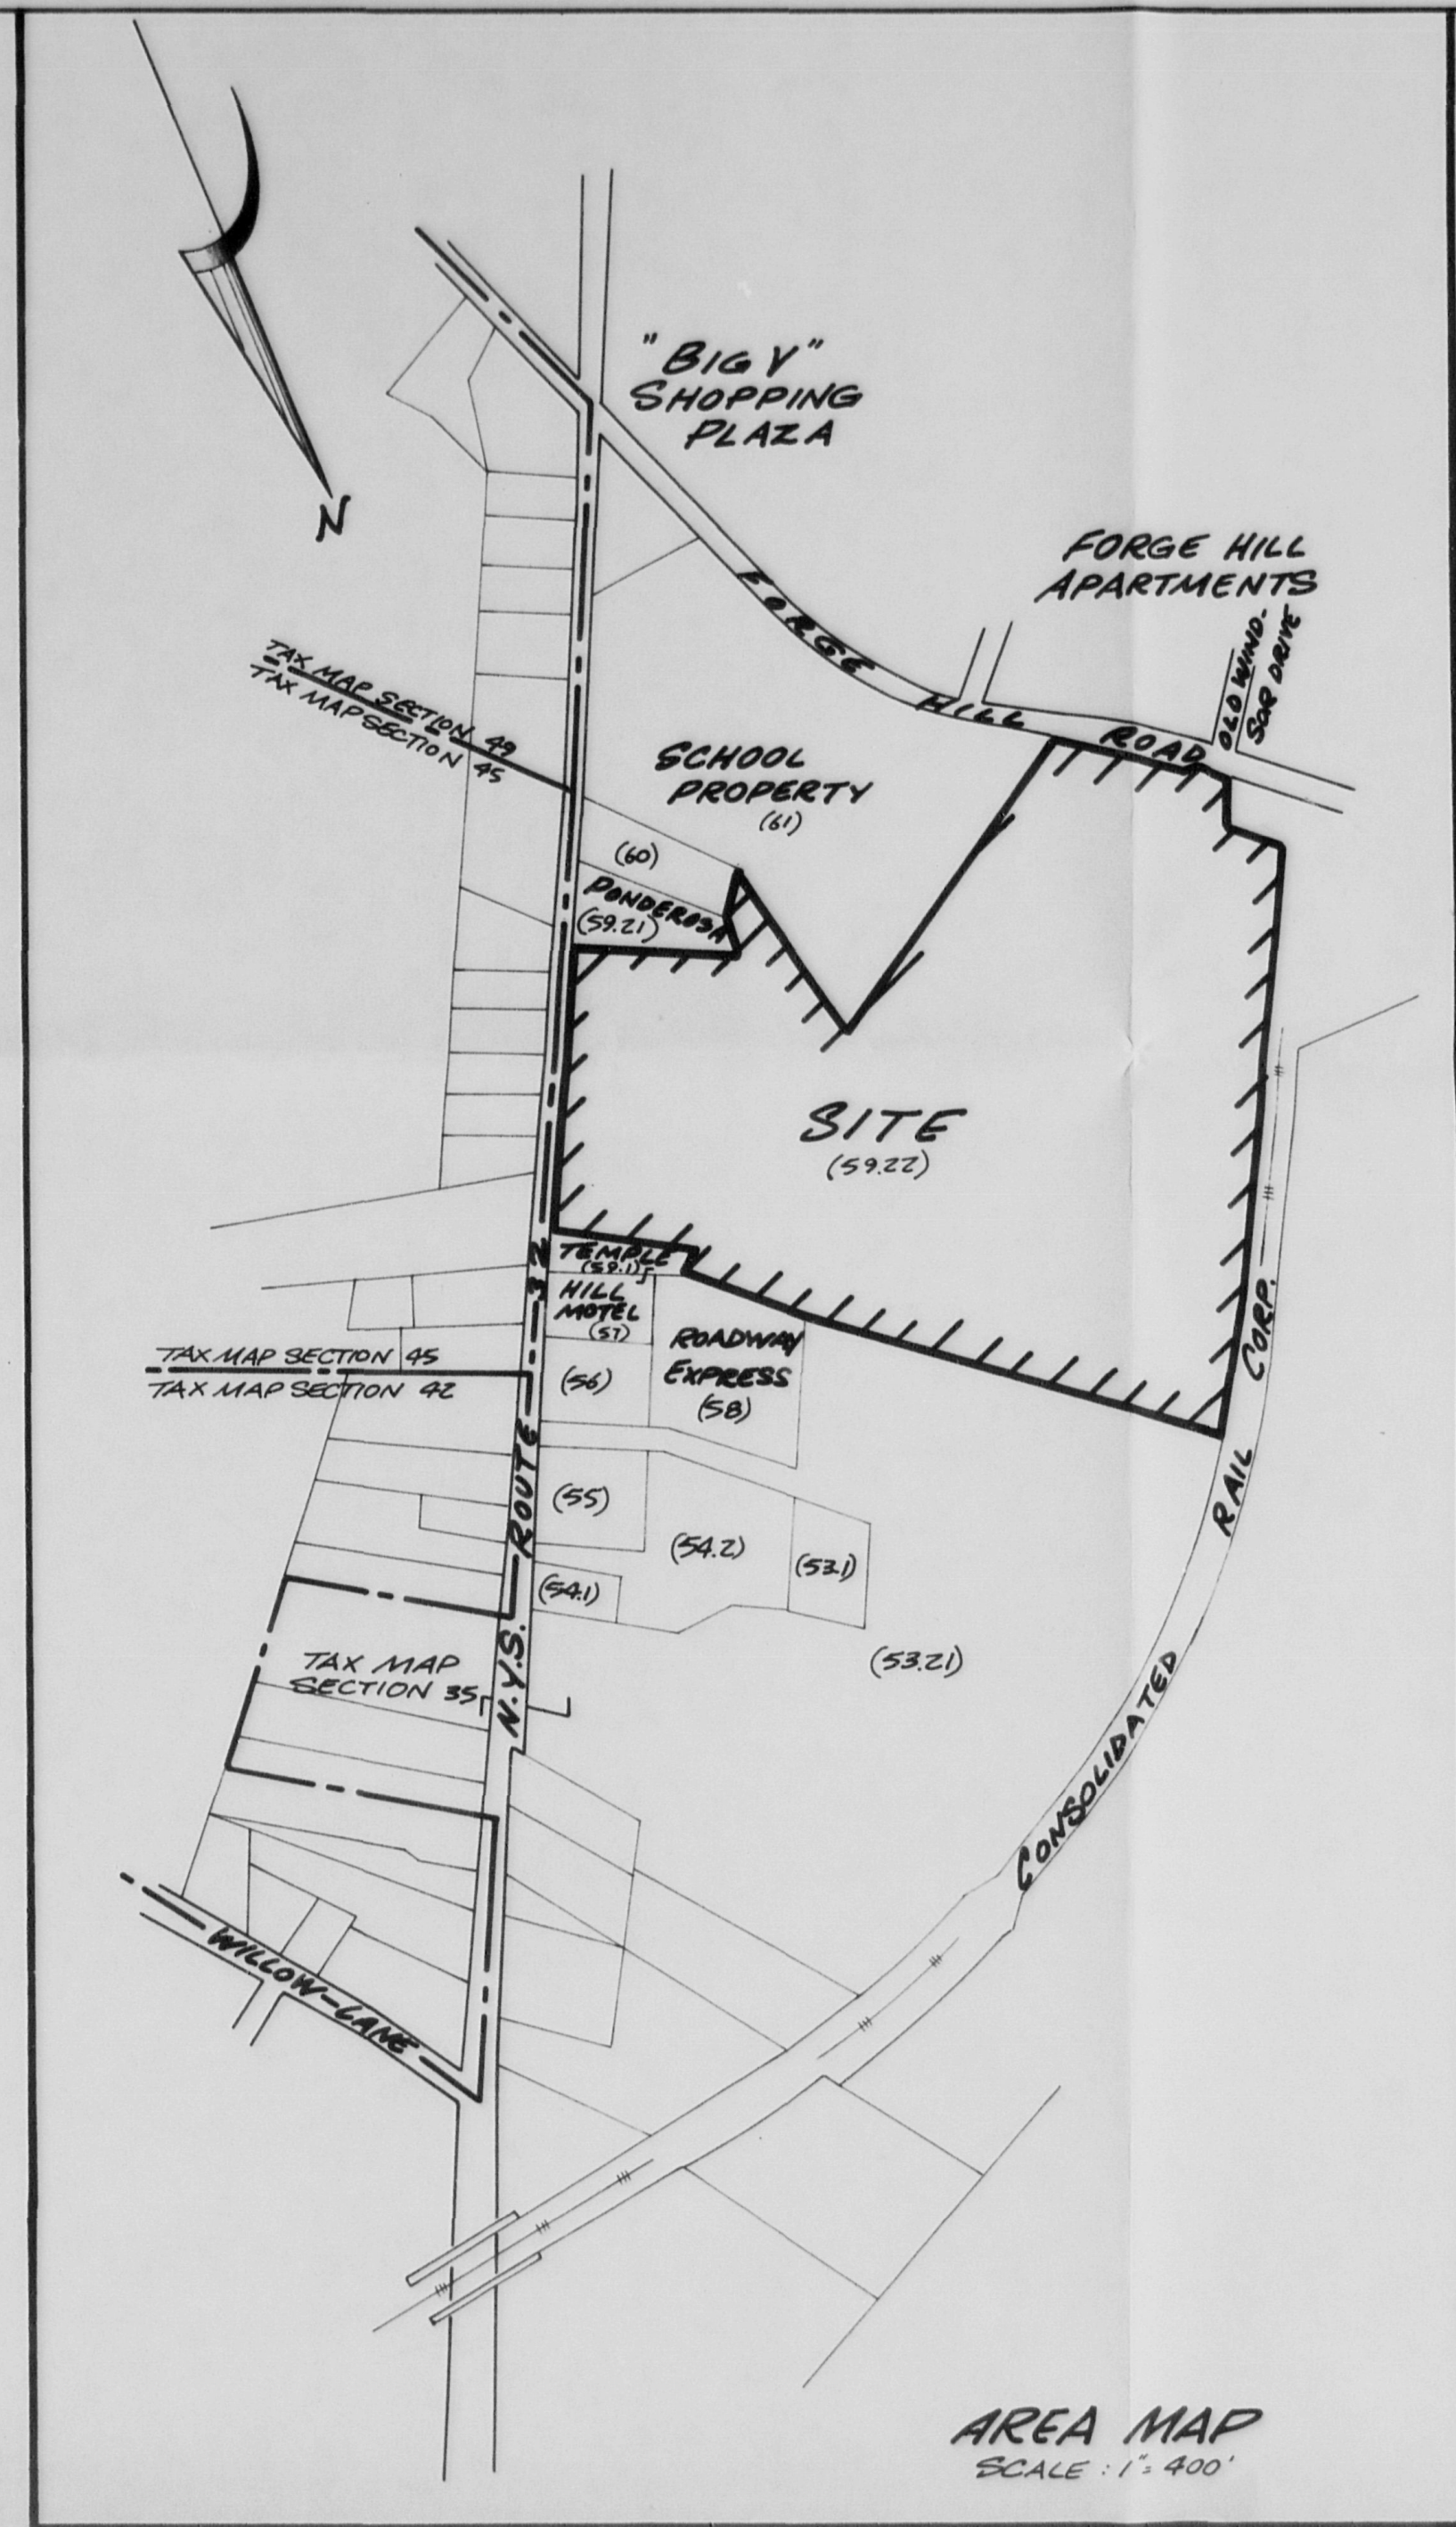 N
"BIG V"
SHOPPING
PLAZA
FORGE HILL
APARTMENTS
OLD WIND-
SOR DRIVE
FORGE HILL ROAD
TAX MAP SECTION 49
TAX MAP SECTION 45
SCHOOL
PROPERTY
(61)
(60)
PONDEROSA
(59.21)
SITE
(59.22)
TEMPLE
(59.1)
HILL
MOTEL
(57)
ROADWAY
EXPRESS
(58)
(56)
TAX MAP SECTION 45
TAX MAP SECTION 42
N.Y.S. ROUTE 32
(55)
(54.2)
(53.1)
(54.1)
(53.21)
TAX MAP
SECTION 35
CONSOLIDATED RAIL CORP.
WILLOW-LANE
AREA MAP
SCALE : 1"= 400'